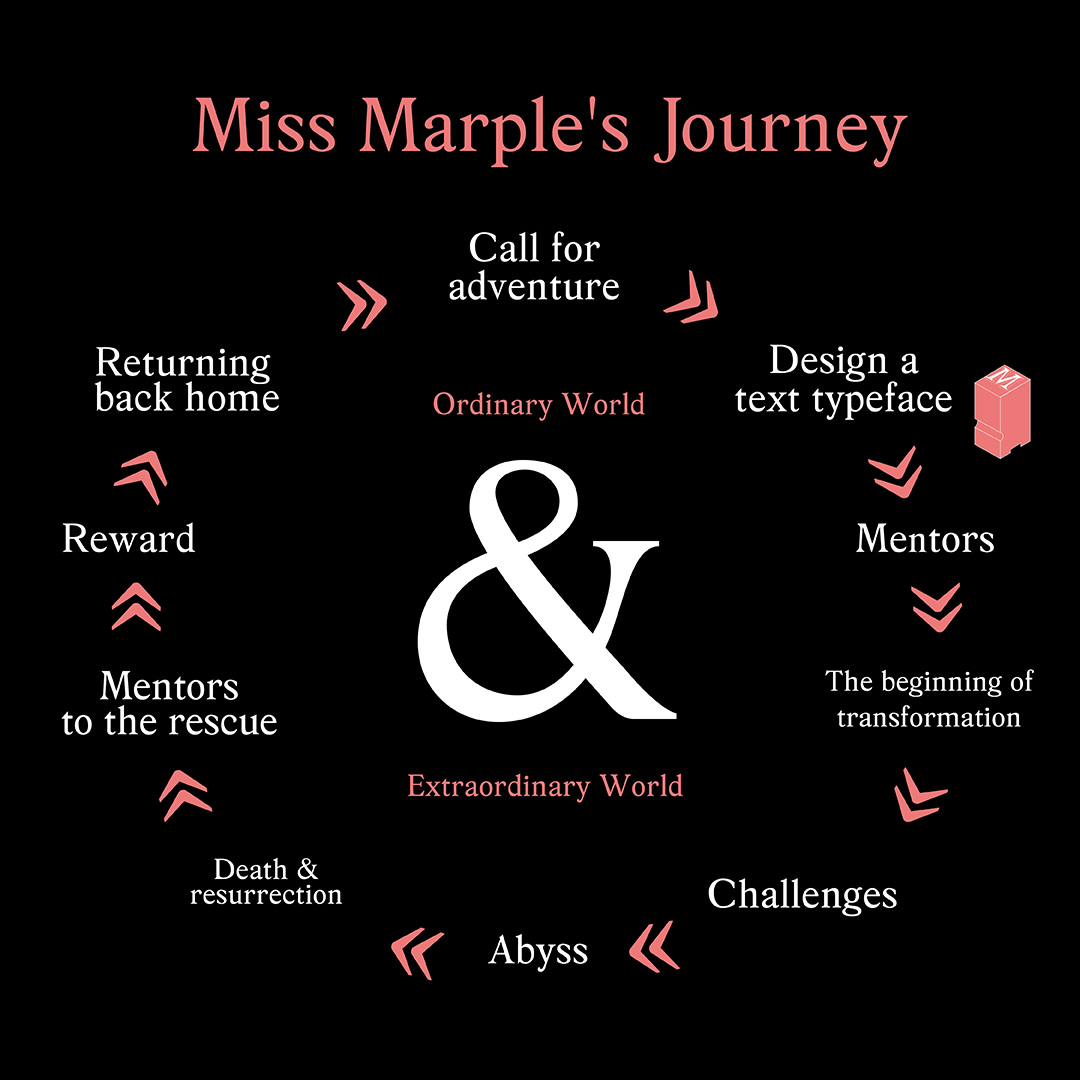 Miss Marple's Journey
Call for
adventure
Design a
text typeface
M
Mentors
The beginning of
transformation
Challenges
Abyss
Death &
resurrection
Mentors
to the rescue
Reward
Returning
back home
Ordinary World
&
Extraordinary World